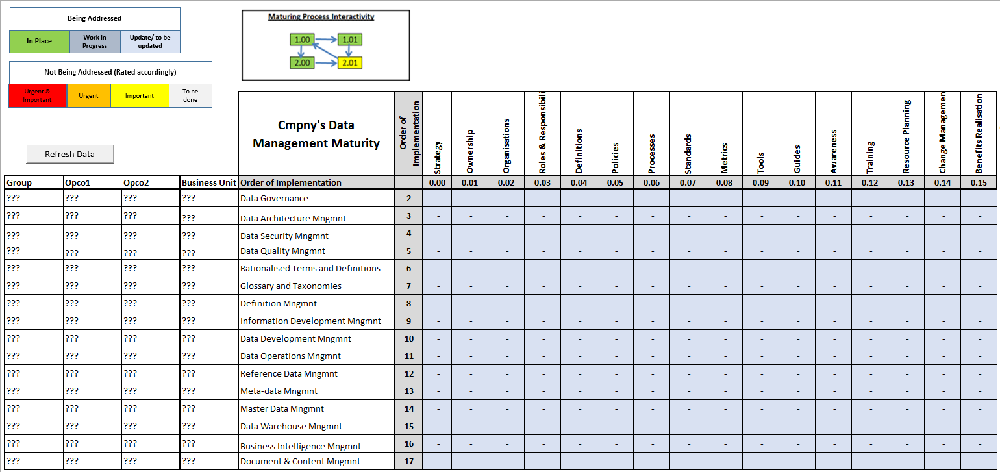 Being Addressed
In Place
Work in
Progress
Update/ to be
updated
Not Being Addressed (Rated accordingly)
Urgent &
Important
Urgent
Important
To be
done
Maturing Process Interactivity
1.00 1.01
2.00 2.01
Refresh Data
Cmpny's Data
Management Maturity
Order of
Implementation
Strategy
Ownership
Organisations
Roles & Responsibili
Definitions
Policies
Processes
Standards
Metrics
Tools
Guides
Awareness
Training
Resource Planning
Change Managemen
Benefits Realisation
Group Opco1 Opco2 Business Unit Order of Implementation 0.00 0.01 0.02 0.03 0.04 0.05 0.06 0.07 0.08 0.09 0.10 0.11 0.12 0.13 0.14 0.15
??? ??? ??? ??? Data Governance 2 - - - - - - - - - - - - - - - -
??? ??? ??? ??? Data Architecture Mngmnt 3 - - - - - - - - - - - - - - - -
??? ??? ??? ??? Data Security Mngmnt 4 - - - - - - - - - - - - - - - -
??? ??? ??? ??? Data Quality Mngmnt 5 - - - - - - - - - - - - - - - -
??? ??? ??? ??? Rationalised Terms and Definitions 6 - - - - - - - - - - - - - - - -
??? ??? ??? ??? Glossary and Taxonomies 7 - - - - - - - - - - - - - - - -
??? ??? ??? ??? Definition Mngmnt 8 - - - - - - - - - - - - - - - -
??? ??? ??? ??? Information Development Mngmnt 9 - - - - - - - - - - - - - - - -
??? ??? ??? ??? Data Development Mngmnt 10 - - - - - - - - - - - - - - - -
??? ??? ??? ??? Data Operations Mngmnt 11 - - - - - - - - - - - - - - - -
??? ??? ??? ??? Reference Data Mngmnt 12 - - - - - - - - - - - - - - - -
??? ??? ??? ??? Meta-data Mngmnt 13 - - - - - - - - - - - - - - - -
??? ??? ??? ??? Master Data Mngmnt 14 - - - - - - - - - - - - - - - -
??? ??? ??? ??? Data Warehouse Mngmnt 15 - - - - - - - - - - - - - - - -
??? ??? ??? ??? Business Intelligence Mngmnt 16 - - - - - - - - - - - - - - - -
??? ??? ??? ??? Document & Content Mngmnt 17 - - - - - - - - - - - - - - - -